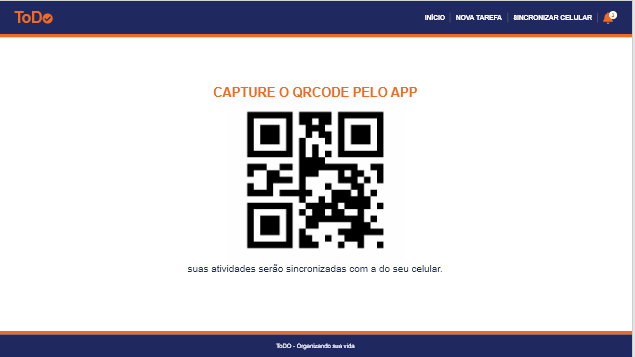 ToDo
INÍCIO
NOVA TAREFA
SINCRONIZAR CELULAR
CAPTURE O QRCODE PELO APP
suas atividades serão sincronizadas com a do seu celular.
ToDO - Organizando sua vida